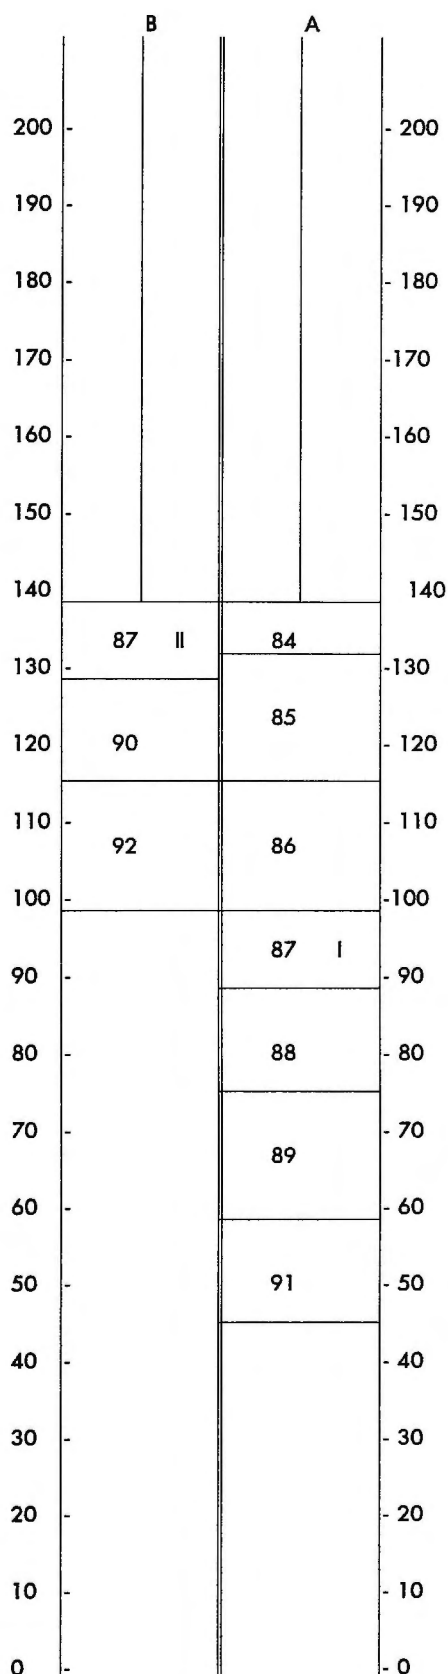 B A
200 - - 200
190 - - 190
180 - - 180
170 - -170
160 - -160
150 - - 150
140 140
87 II 84
130 - -130
85
120 - 90 - 120
110 - - 110
92 86
100 - -100
87 I
90 - - 90
80 - 88 - 80
70 - - 70
89
60 - - 60
50 - 91 - 50
40 - - 40
30 - - 30
20 - - 20
10 - - 10
0 - - 0